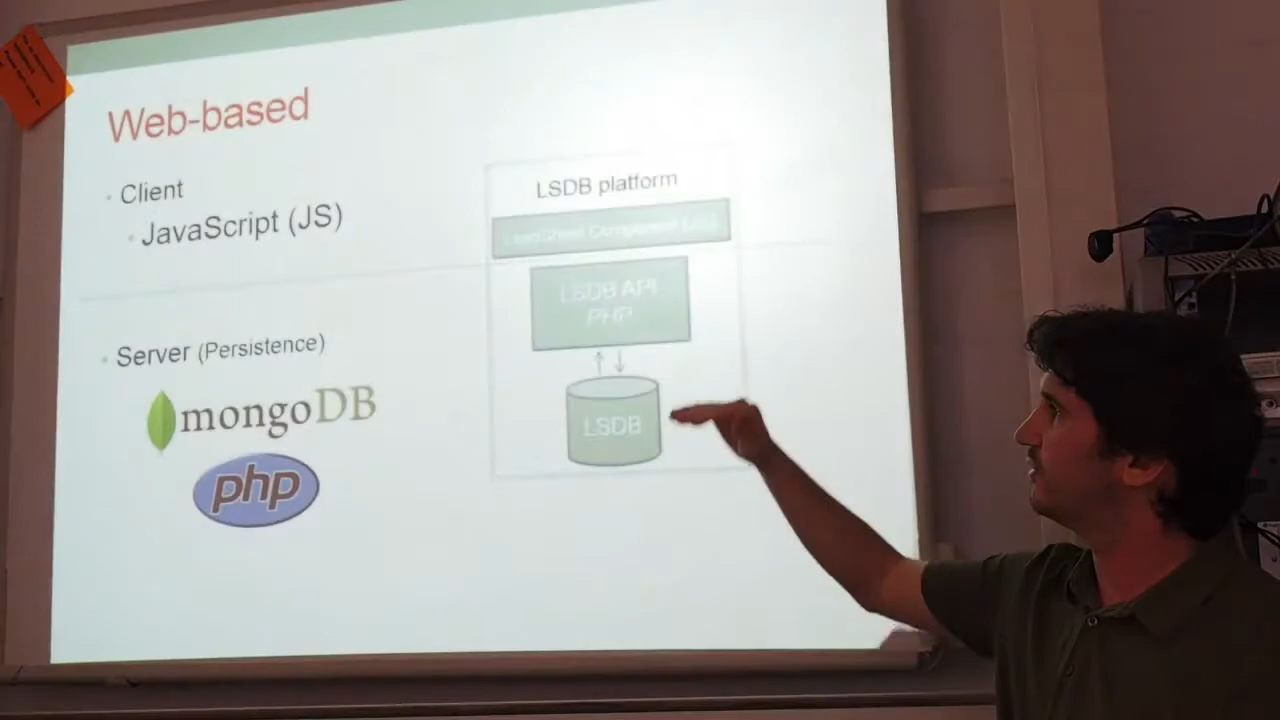 Web-based
Client
JavaScript (JS)
Server (Persistence)
mongoDB
php
LSDB platform
LSDB API
PHP
LSDB